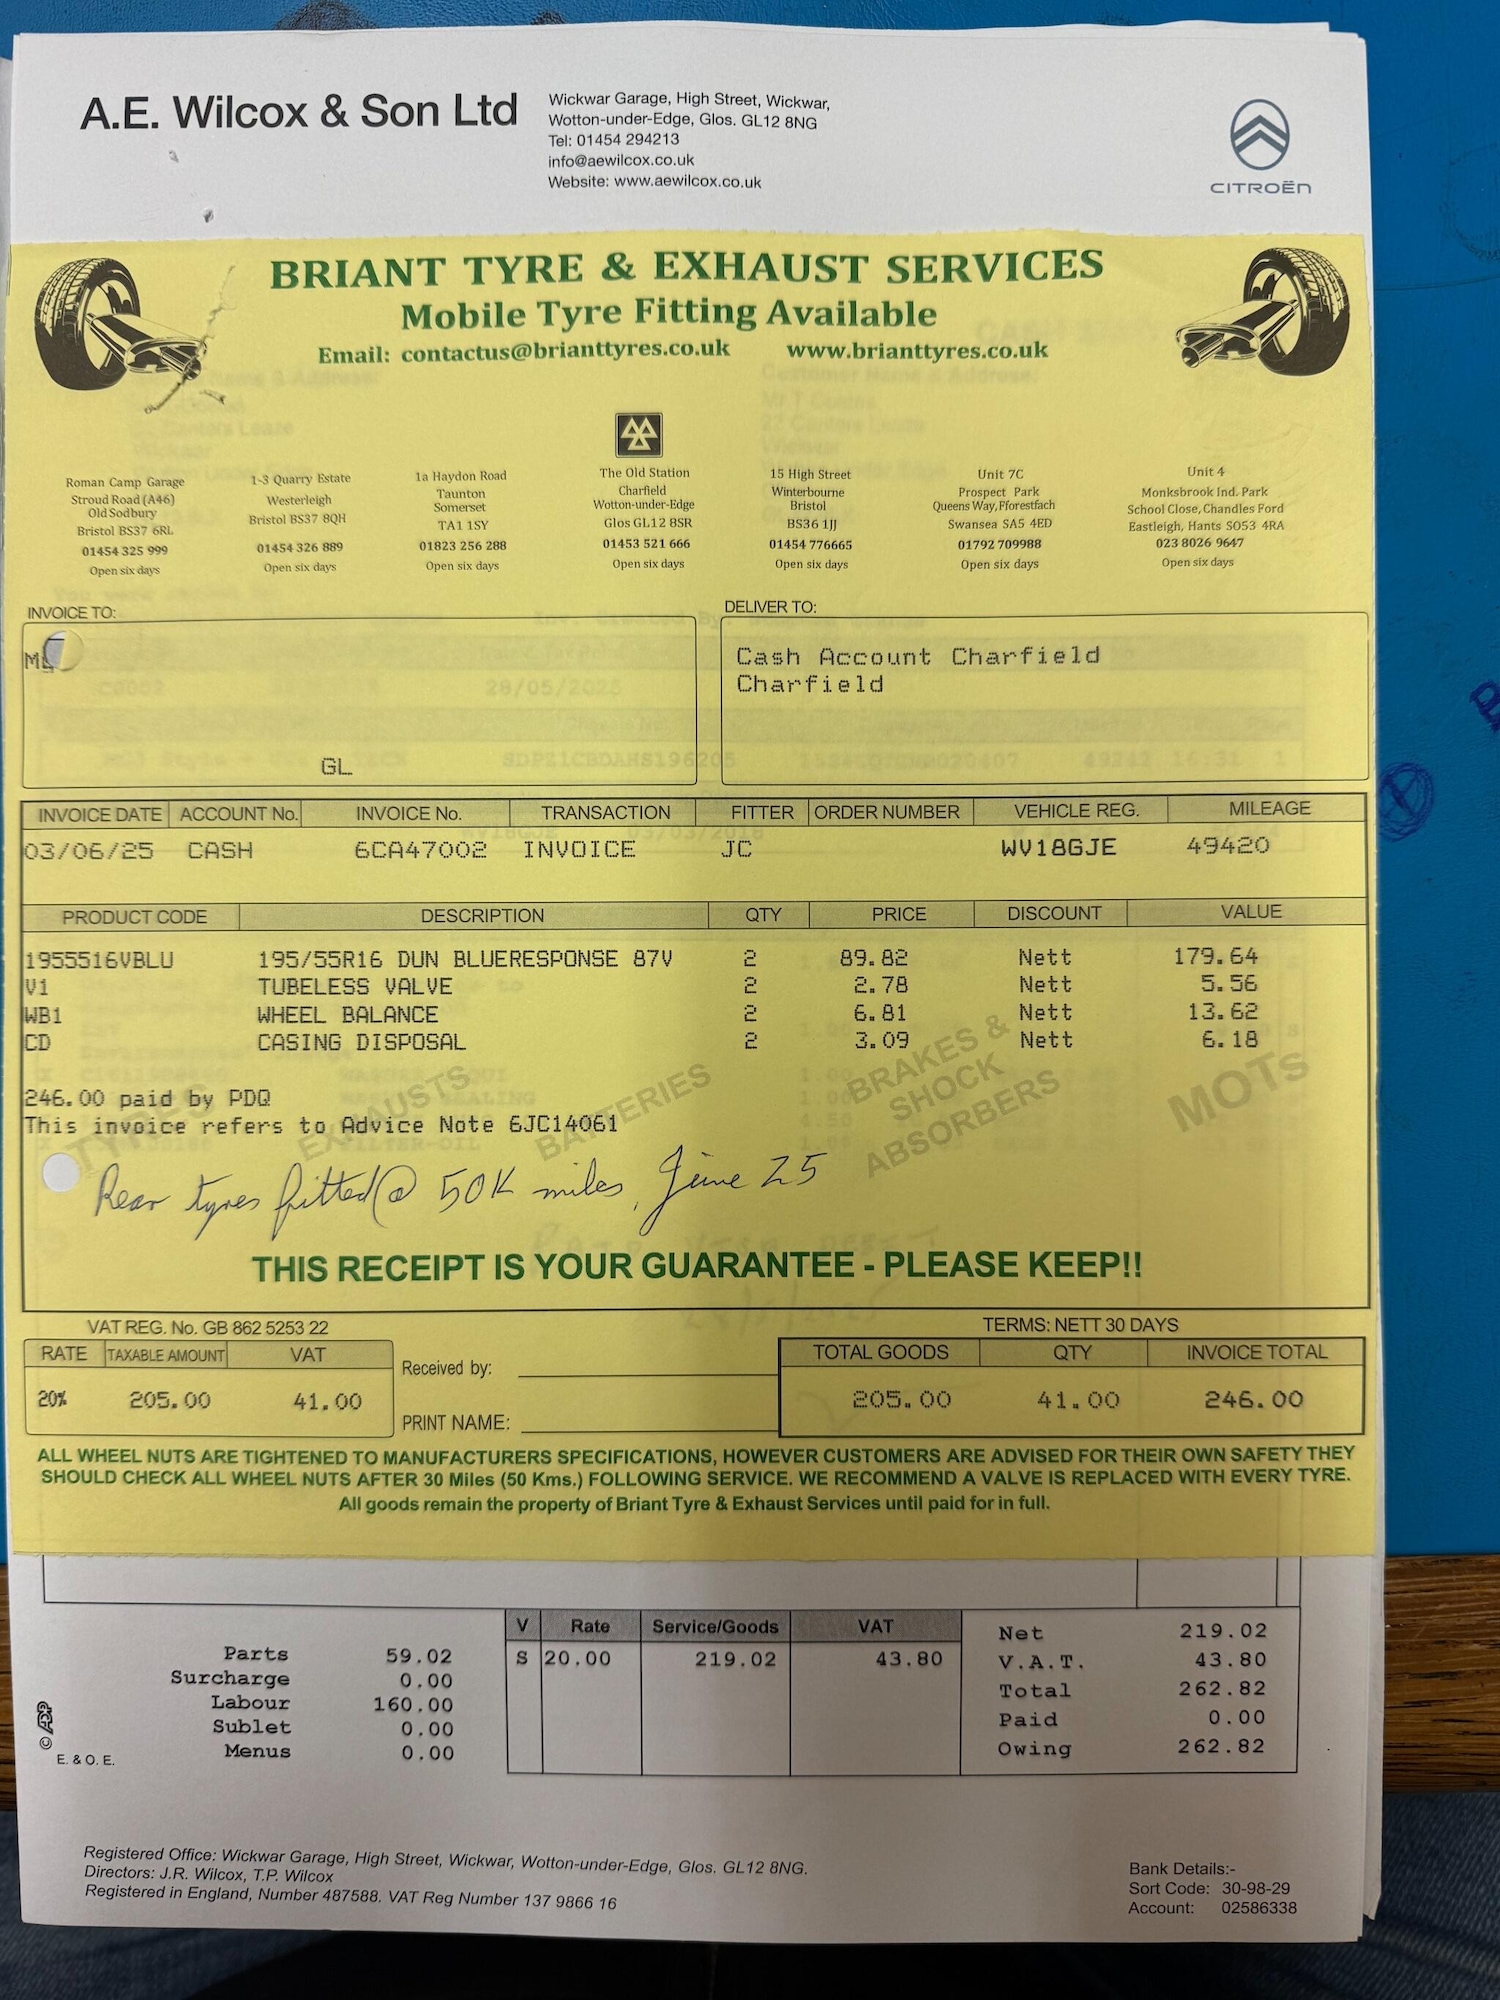 A.E. Wilcox & Son Ltd
Wickwar Garage, High Street, Wickwar,
Wotton-under-Edge, Glos. GL12 8NG
Tel: 01454 294213
info@aewilcox.co.uk
Website: www.aewilcox.co.uk
CITROËN
BRIANT TYRE & EXHAUST SERVICES
Mobile Tyre Fitting Available
Email: contactus@brianttyres.co.uk www.brianttyres.co.uk
Roman Camp Garage
Stroud Road (A46)
Old Sodbury
Bristol BS37 6RL
01454 325 999
Open six days
1-3 Quarry Estate
Westerleigh
Bristol BS37 8QH
01454 326 889
Open six days
1a Haydon Road
Taunton
Somerset
TA1 1SY
01823 256 288
Open six days
The Old Station
Charfield
Wotton-under-Edge
Glos GL12 8SR
01453 521 666
Open six days
15 High Street
Winterbourne
Bristol
BS36 1JJ
01454 776665
Open six days
Unit 7C
Prospect Park
Queens Way, Fforestfach
Swansea SA5 4ED
01792 709988
Open six days
Unit 4
Monksbrook Ind. Park
School Close, Chandles Ford
Eastleigh, Hants SO53 4RA
023 8026 9647
Open six days
INVOICE TO:
GL
DELIVER TO:
Cash Account Charfield
Charfield
INVOICE DATE ACCOUNT No. INVOICE No. TRANSACTION FITTER ORDER NUMBER VEHICLE REG. MILEAGE
03/06/25 CASH 6CA47002 INVOICE JC WV18GJE 49420
PRODUCT CODE DESCRIPTION QTY PRICE DISCOUNT VALUE
1955516VBLU 195/55R16 DUN BLUERESPONSE 87V 2 89.82 Nett 179.64
V1 TUBELESS VALVE 2 2.78 Nett 5.56
WB1 WHEEL BALANCE 2 6.81 Nett 13.62
CD CASING DISPOSAL 2 3.09 Nett 6.18
246.00 paid by PDQ
This invoice refers to Advice Note 6JC14061
TYRES EXHAUSTS BATTERIES BRAKES & SHOCK ABSORBERS MOTs
Rear tyres fitted @ 50K miles, June 25
THIS RECEIPT IS YOUR GUARANTEE - PLEASE KEEP!!
VAT REG. No. GB 862 5253 22
TERMS: NETT 30 DAYS
RATE TAXABLE AMOUNT VAT
20% 205.00 41.00
Received by:
PRINT NAME:
TOTAL GOODS QTY INVOICE TOTAL
205.00 41.00 246.00
ALL WHEEL NUTS ARE TIGHTENED TO MANUFACTURERS SPECIFICATIONS, HOWEVER CUSTOMERS ARE ADVISED FOR THEIR OWN SAFETY THEY
SHOULD CHECK ALL WHEEL NUTS AFTER 30 Miles (50 Kms.) FOLLOWING SERVICE. WE RECOMMEND A VALVE IS REPLACED WITH EVERY TYRE.
All goods remain the property of Briant Tyre & Exhaust Services until paid for in full.
Parts 59.02
Surcharge 0.00
Labour 160.00
Sublet 0.00
Menus 0.00
V Rate Service/Goods VAT
S 20.00 219.02 43.80
Net 219.02
V.A.T. 43.80
Total 262.82
Paid 0.00
Owing 262.82
© ADP
E. & O. E.
Registered Office: Wickwar Garage, High Street, Wickwar, Wotton-under-Edge, Glos. GL12 8NG.
Directors: J.R. Wilcox, T.P. Wilcox
Registered in England, Number 487588. VAT Reg Number 137 9866 16
Bank Details:-
Sort Code: 30-98-29
Account: 02586338